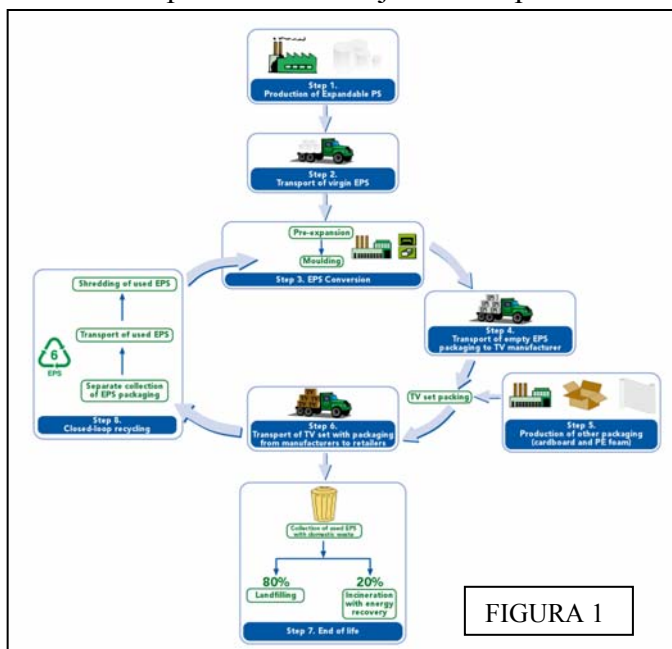 Step 1.
Production of Expandable PS
Step 2.
Transport of virgin EPS
Pre-expansion
Moulding
Step 3. EPS Conversion
Shredding of used EPS
Transport of used EPS
6
EPS
Separate collection
of EPS packaging
Step 8.
Closed-loop recycling
Step 4.
Transport of empty EPS
packaging to TV manufacturer
TV set packing
Step 5.
Production of other packaging
(cardboard and PE foam)
Step 6.
Transport of TV set with packaging
from manufacturers to retailers
Collection of used EPS
with domestic waste
80%
Landfilling
20%
Incineration
with energy
recovery
Step 7. End of life
FIGURA 1